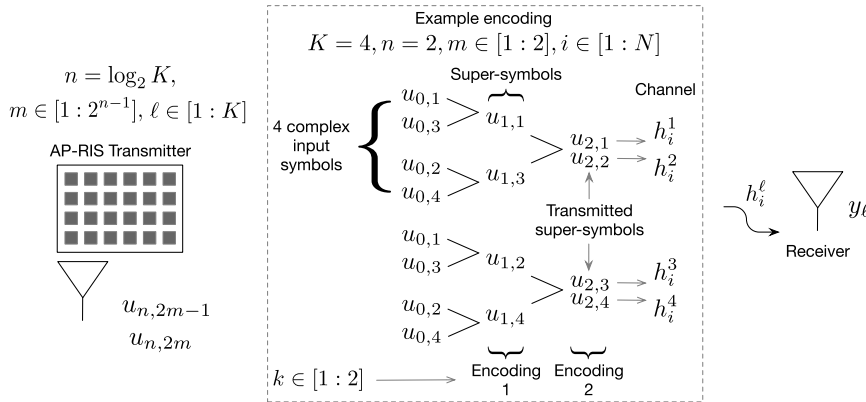 Example encoding
K = 4, n = 2, m ∈ [1 : 2], i ∈ [1 : N]
n = log₂ K,
m ∈ [1 : 2ⁿ⁻¹], ℓ ∈ [1 : K]
AP-RIS Transmitter
u_{n,2m−1}
u_{n,2m}
4 complex
input
symbols
Super-symbols
Channel
u_{0,1}
u_{0,3}
u_{1,1}
u_{0,2}
u_{0,4}
u_{1,3}
u_{2,1}
u_{2,2}
h_i^1
h_i^2
Transmitted
super-symbols
u_{0,1}
u_{0,3}
u_{1,2}
u_{0,2}
u_{0,4}
u_{1,4}
u_{2,3}
u_{2,4}
h_i^3
h_i^4
k ∈ [1 : 2]
Encoding
1
Encoding
2
h_i^ℓ
y_ℓ
Receiver